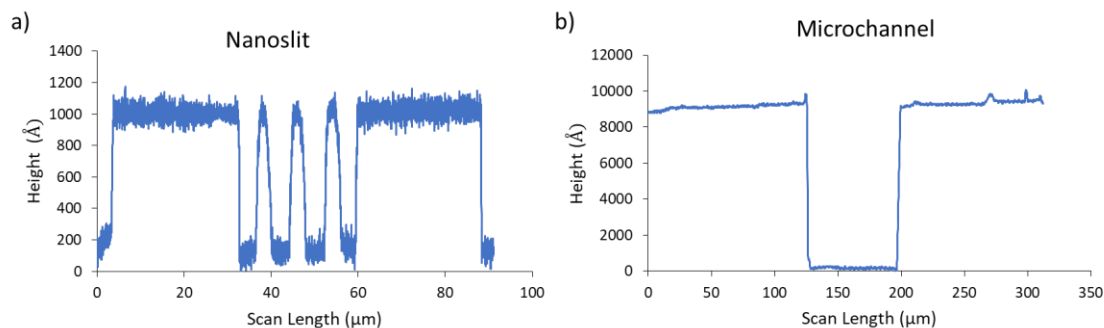 a)
Nanoslit
1400
1200
1000
800
600
400
200
0
Height (Å)
0 20 40 60 80 100
Scan Length (µm)
b)
Microchannel
12000
10000
8000
6000
4000
2000
0
Height (Å)
0 50 100 150 200 250 300 350
Scan Length (µm)